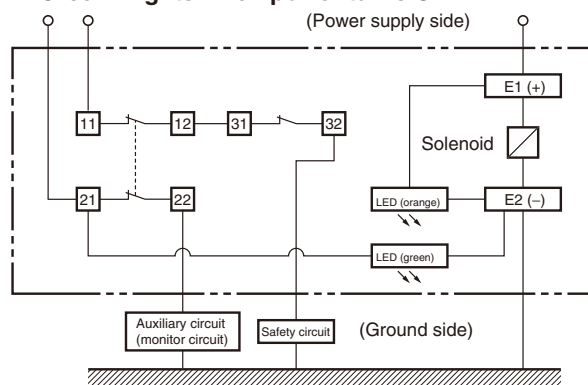 (Power supply side)
E1 (+)
11
12
31
32
Solenoid
21
22
LED (orange)
E2 (–)
LED (green)
Auxiliary circuit
(monitor circuit)
Safety circuit
(Ground side)